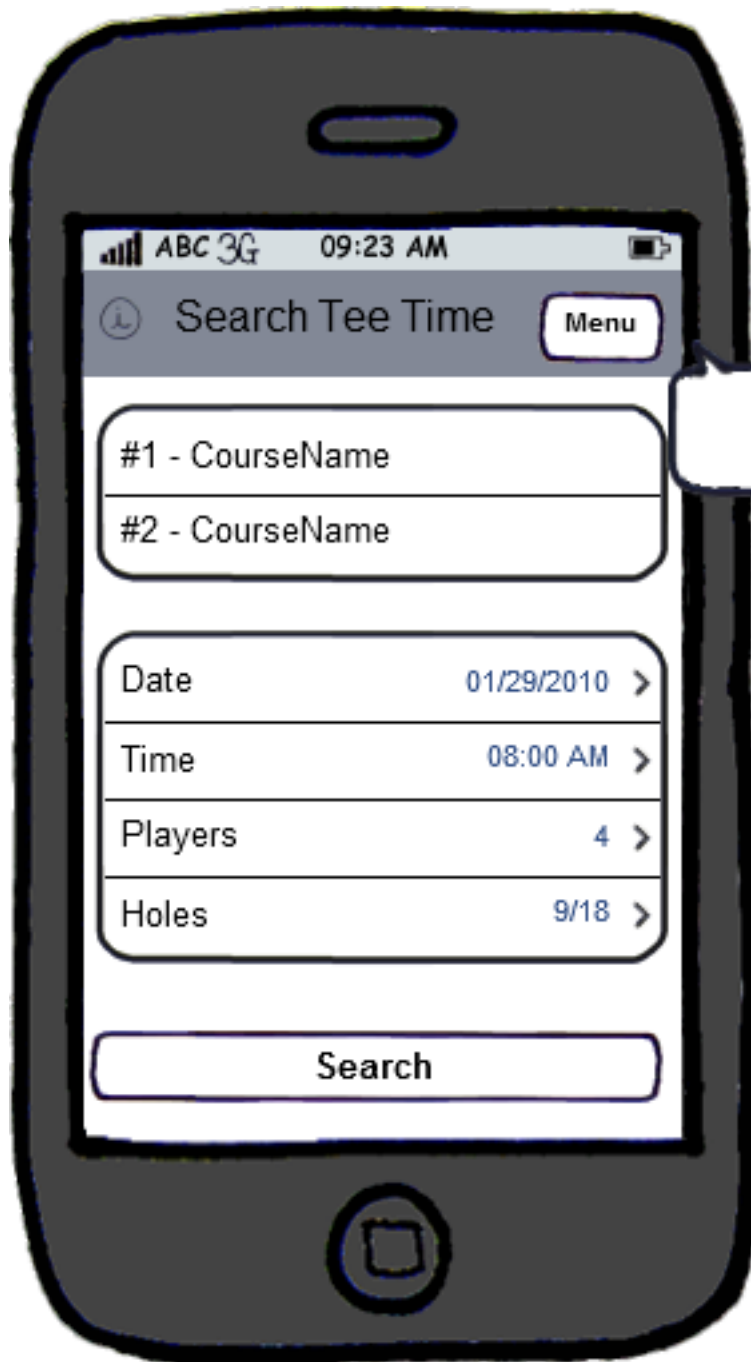 ABC 3G 09:23 AM
i Search Tee Time Menu
#1 - CourseName
#2 - CourseName
Date 01/29/2010 >
Time 08:00 AM >
Players 4 >
Holes 9/18 >
Search